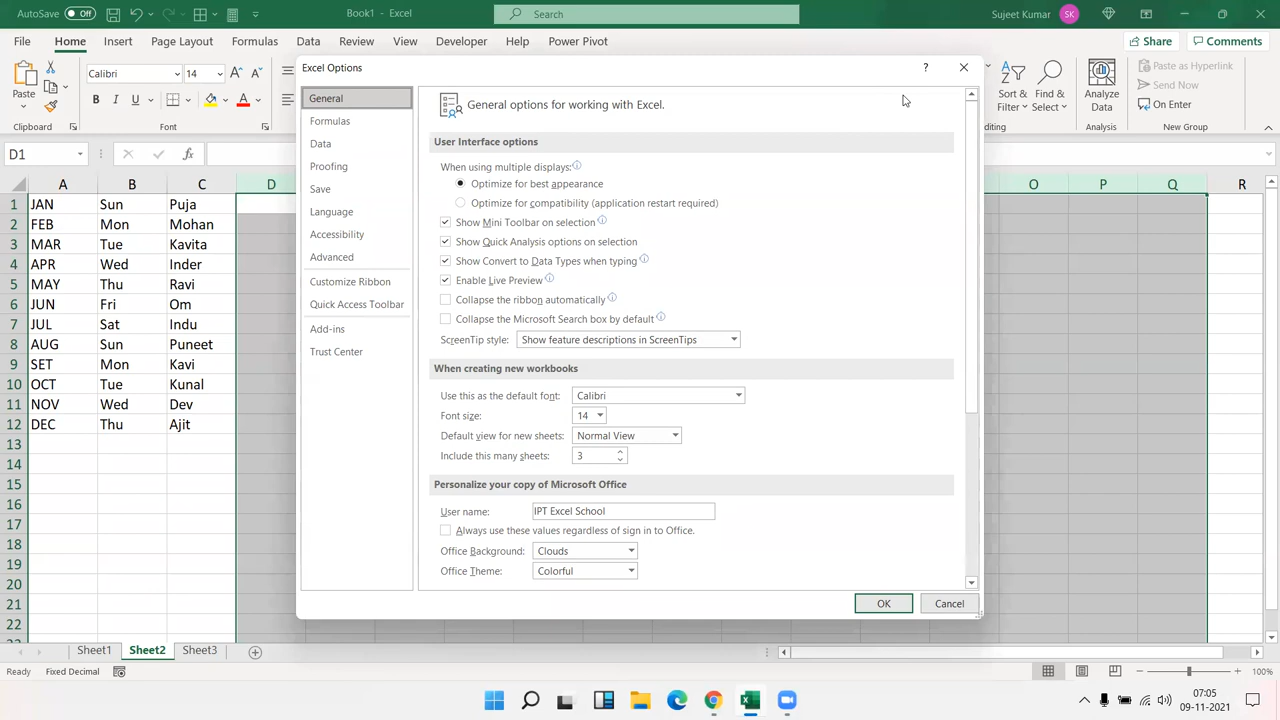 AutoSave Off Book1 - Excel Search Sujeet Kumar SK
File Home Insert Page Layout Formulas Data Review View Developer Help Power Pivot Share Comments
Calibri 14
Paste
Clipboard
B I U
Font
Sort & Filter
Find & Select
Editing
Analyze Data
Analysis
Paste as Hyperlink
Send Now
On Enter
New Group
D1 fx
A B C D O P Q R
1 JAN Sun Puja
2 FEB Mon Mohan
3 MAR Tue Kavita
4 APR Wed Inder
5 MAY Thu Ravi
6 JUN Fri Om
7 JUL Sat Indu
8 AUG Sun Puneet
9 SET Mon Kavi
10 OCT Tue Kunal
11 NOV Wed Dev
12 DEC Thu Ajit
13
14
15
16
17
18
19
20
21
22
Excel Options
General
Formulas
Data
Proofing
Save
Language
Accessibility
Advanced
Customize Ribbon
Quick Access Toolbar
Add-ins
Trust Center
General options for working with Excel.
User Interface options
When using multiple displays:
Optimize for best appearance
Optimize for compatibility (application restart required)
Show Mini Toolbar on selection
Show Quick Analysis options on selection
Show Convert to Data Types when typing
Enable Live Preview
Collapse the ribbon automatically
Collapse the Microsoft Search box by default
ScreenTip style: Show feature descriptions in ScreenTips
When creating new workbooks
Use this as the default font: Calibri
Font size: 14
Default view for new sheets: Normal View
Include this many sheets: 3
Personalize your copy of Microsoft Office
User name: IPT Excel School
Always use these values regardless of sign in to Office.
Office Background: Clouds
Office Theme: Colorful
OK Cancel
Sheet1 Sheet2 Sheet3
Ready Fixed Decimal 100%
07:05
09-11-2021